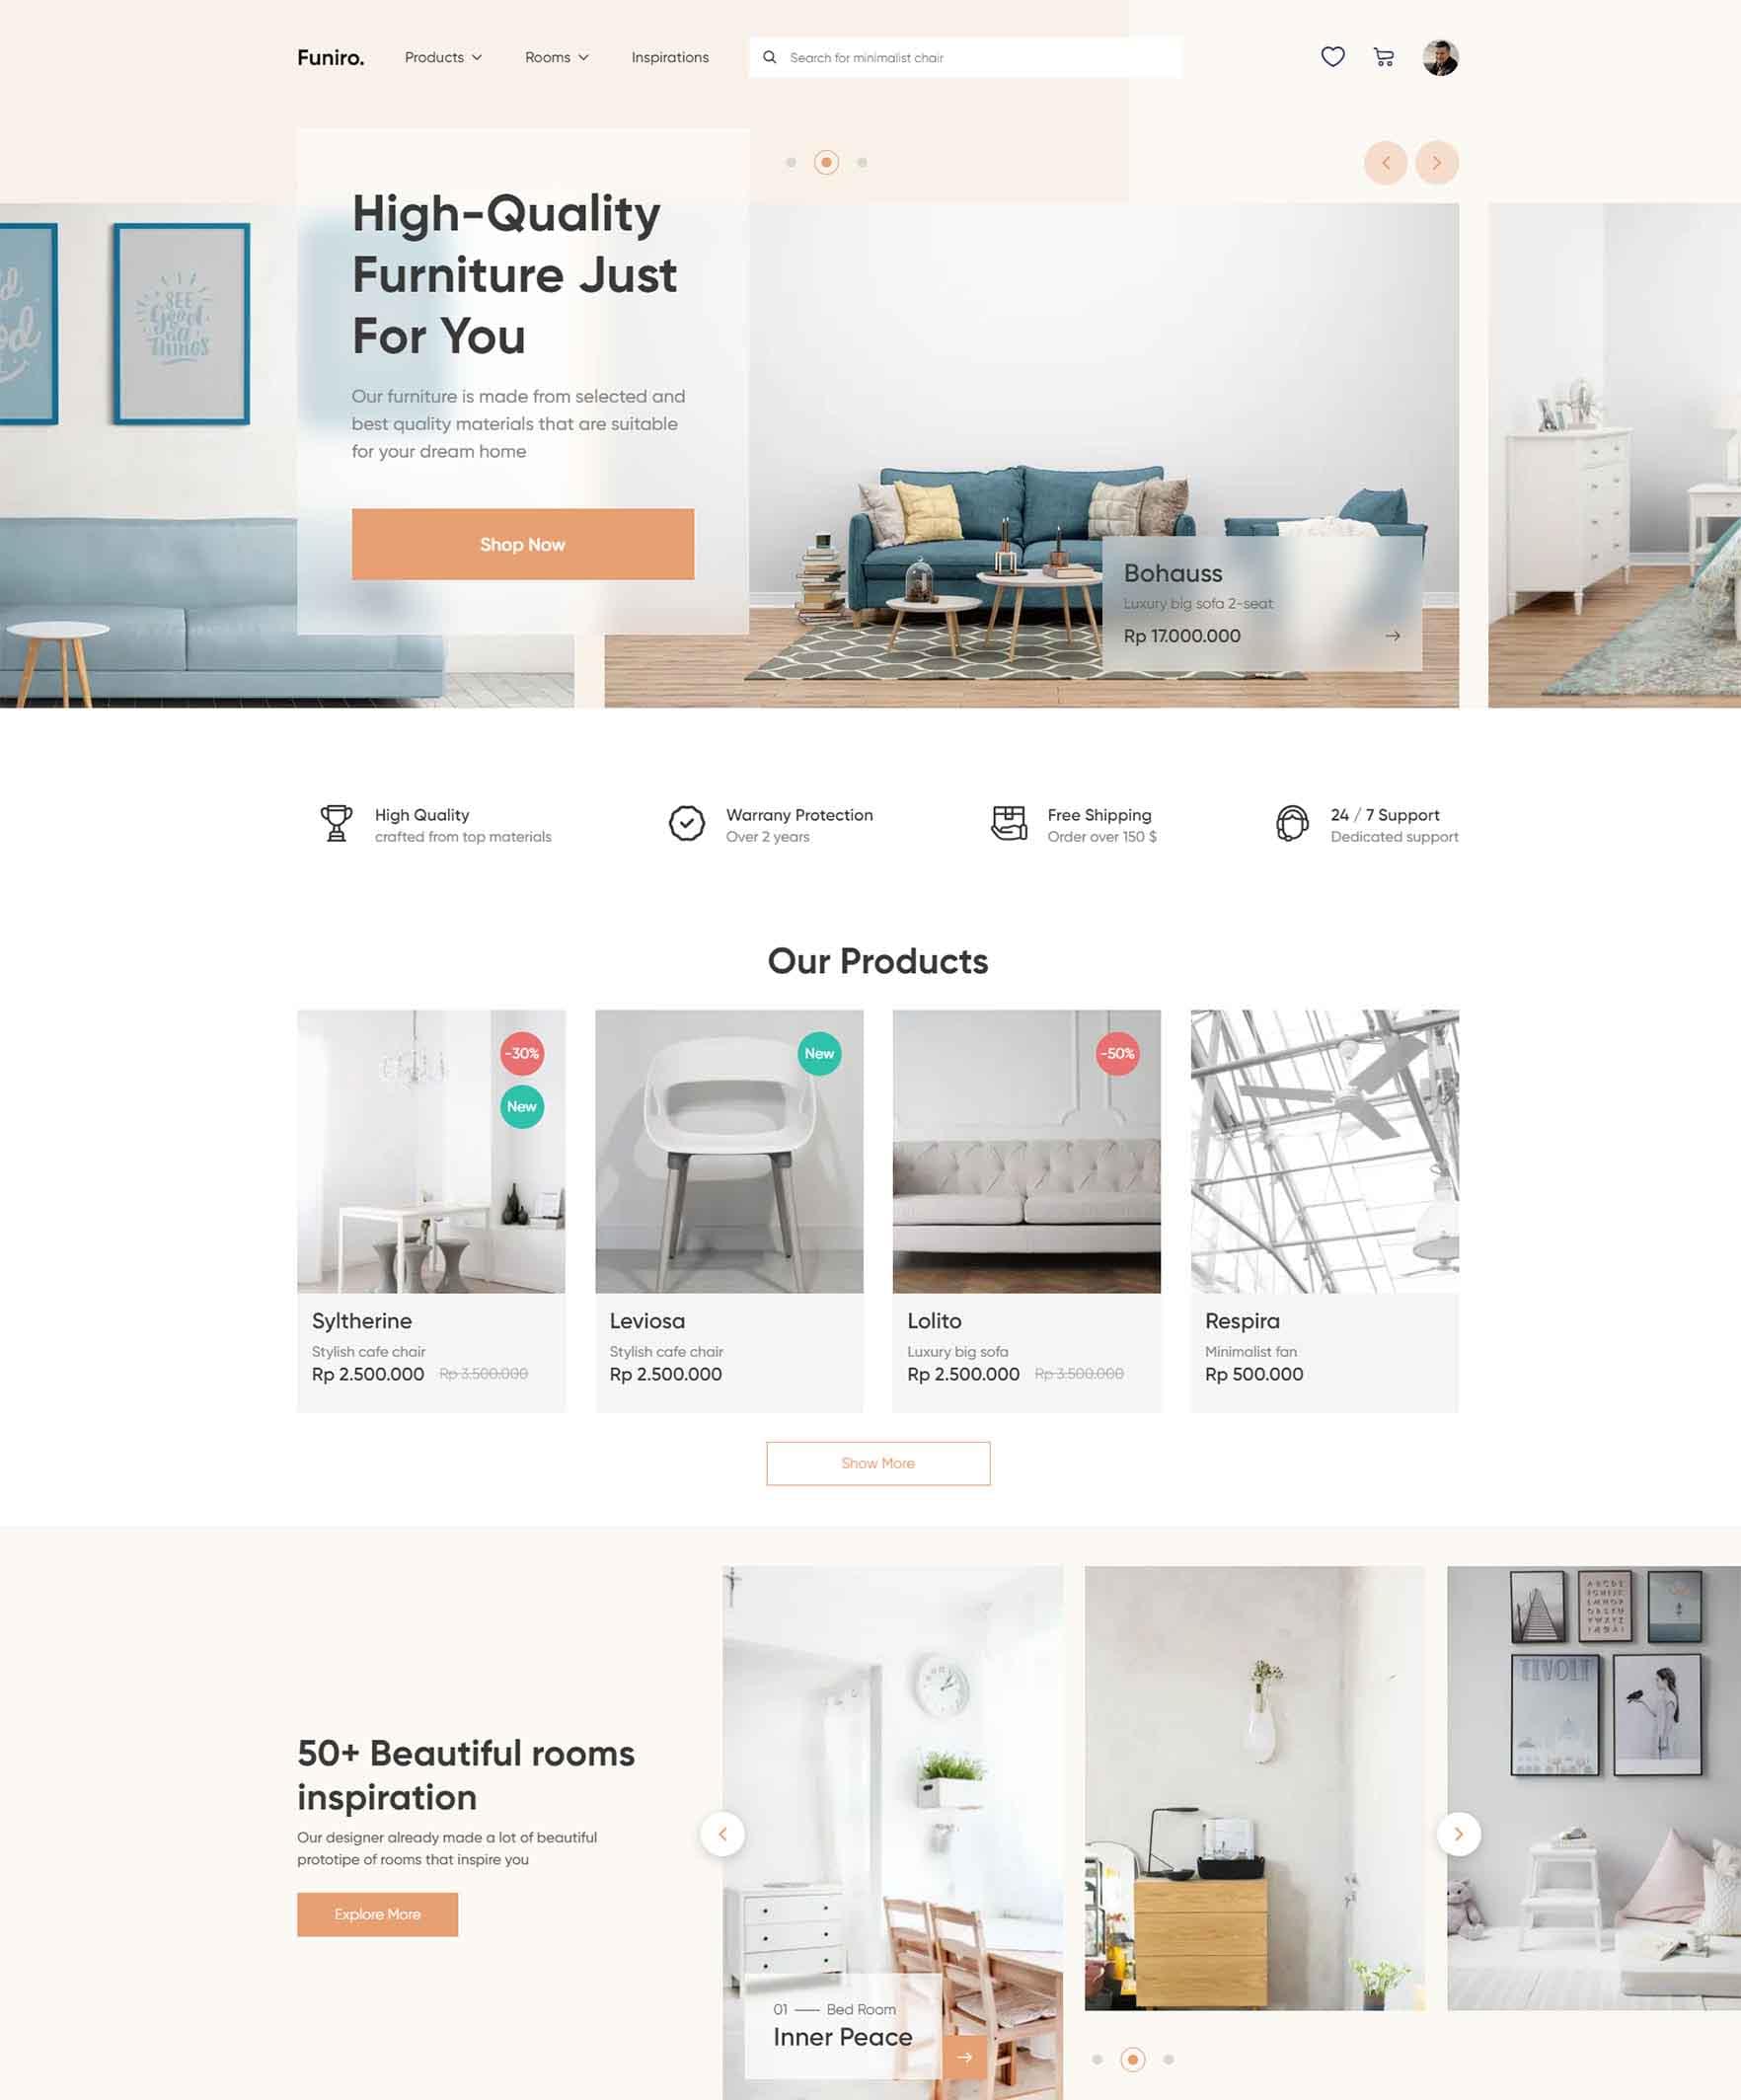 Funiro.
Products
Rooms
Inspirations
Search for minimalist chair
High-Quality
Furniture Just
For You
Our furniture is made from selected and
best quality materials that are suitable
for your dream home
Shop Now
SEE
Good
THINGS
Bohauss
Luxury big sofa 2-seat
Rp 17.000.000
High Quality
crafted from top materials
Warrany Protection
Over 2 years
Free Shipping
Order over 150 $
24 / 7 Support
Dedicated support
Our Products
-30%
New
Syltherine
Stylish cafe chair
Rp 2.500.000 Rp 3.500.000
New
Leviosa
Stylish cafe chair
Rp 2.500.000
-50%
Lolito
Luxury big sofa
Rp 2.500.000 Rp 3.500.000
Respira
Minimalist fan
Rp 500.000
Show More
50+ Beautiful rooms
inspiration
Our designer already made a lot of beautiful
prototipe of rooms that inspire you
Explore More
01 — Bed Room
Inner Peace
TIVOLI